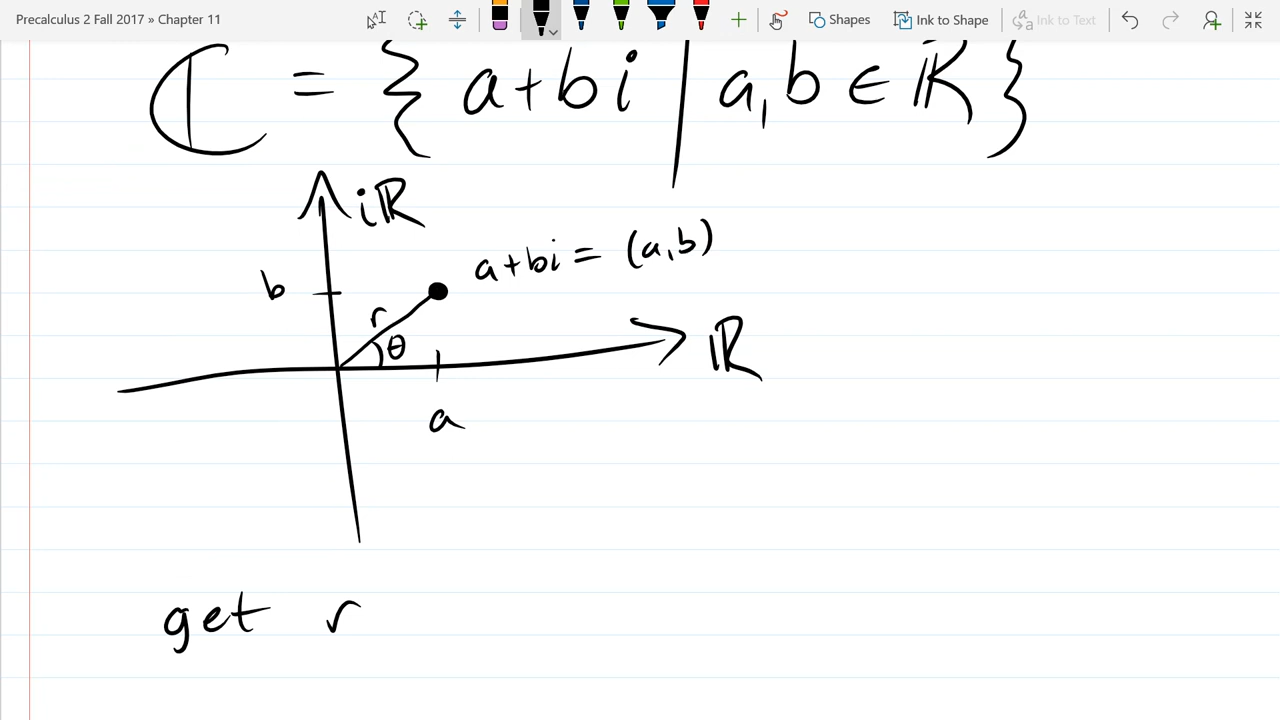 Precalculus 2 Fall 2017 » Chapter 11
Shapes
Ink to Shape
Ink to Text
ℂ = { a+bi | a,b ∈ ℝ }
iℝ
a+bi = (a,b)
b
r
θ
ℝ
a
get r